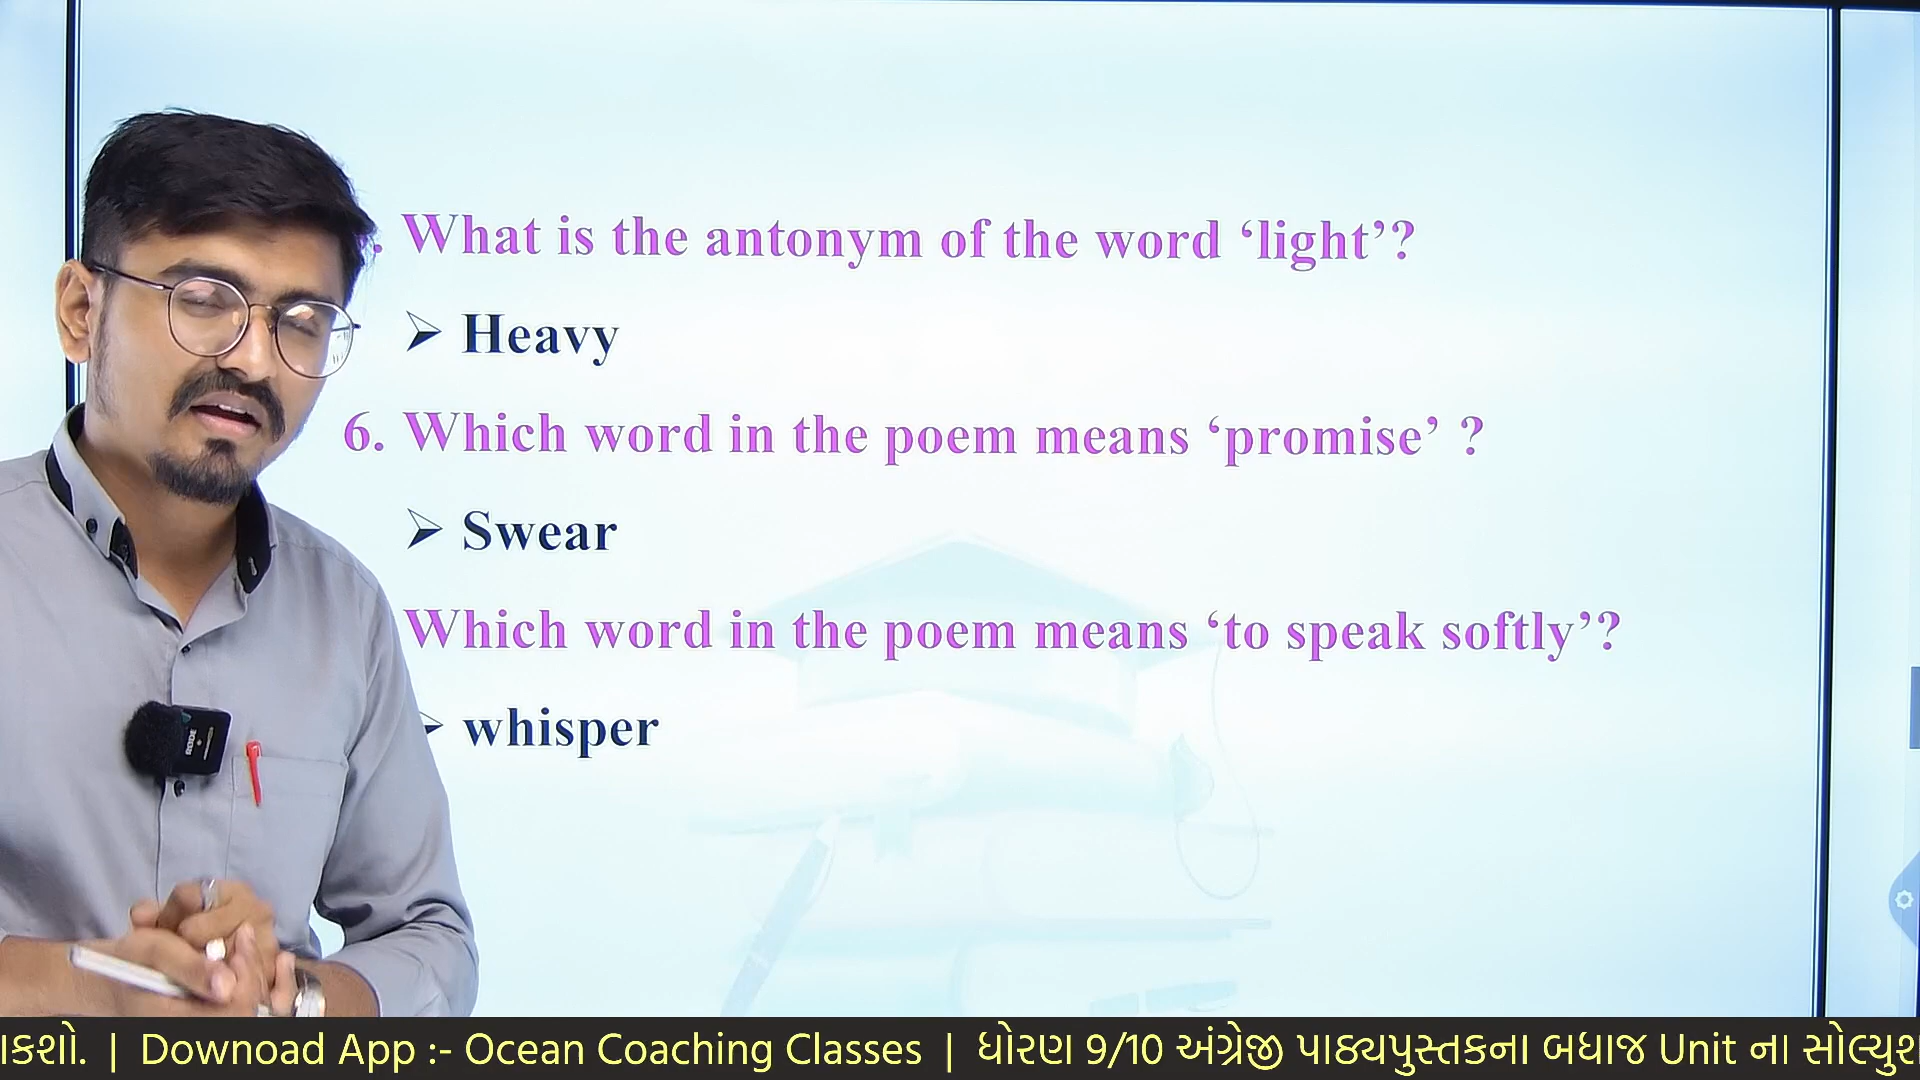 . What is the antonym of the word ‘light’?
➢ Heavy
6. Which word in the poem means ‘promise’ ?
➢ Swear
Which word in the poem means ‘to speak softly’?
➢ whisper
RØDE
Downoad App :- Ocean Coaching Classes | ધોરણ 9/10 અંગ્રેજી પાઠ્યપુસ્તકના બધાજ Unit ના